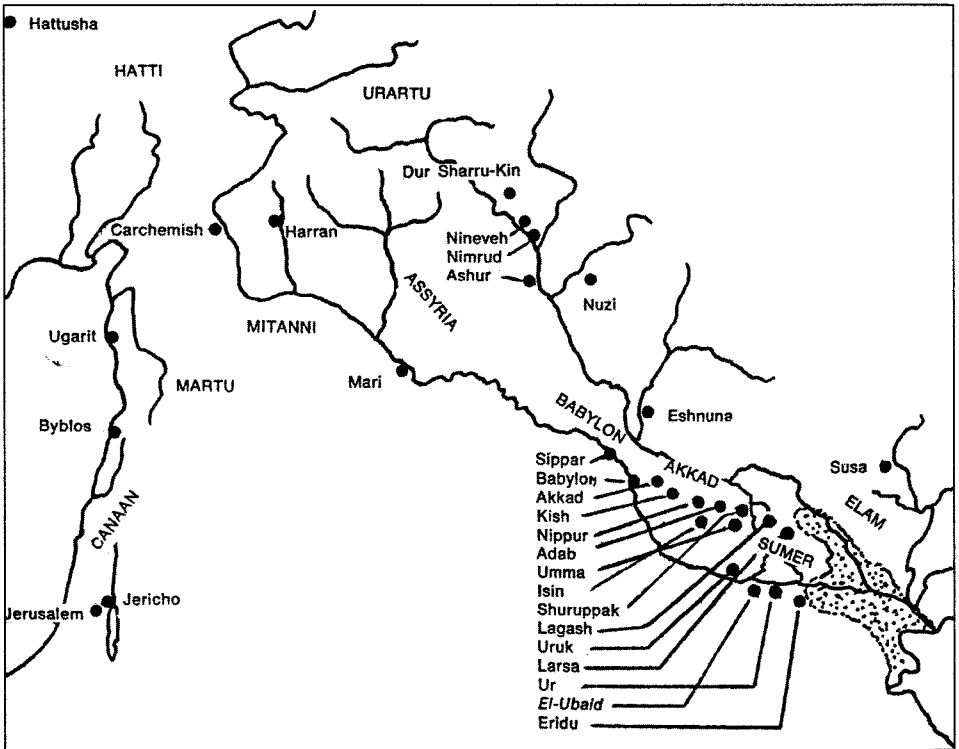 Hattusha
HATTI
URARTU
Dur Sharru-Kin
Carchemish
Harran
Nineveh
Nimrud
Ashur
ASSYRIA
Nuzi
MITANNI
Ugarit
MARTU
Mari
Byblos
BABYLON
Eshnuna
Sippar
AKKAD
Susa
Babylon
Akkad
Kish
ELAM
Nippur
CANAAN
Adab
SUMER
Umma
Isin
Jericho
Jerusalem
Shuruppak
Lagash
Uruk
Larsa
Ur
El-Ubaid
Eridu